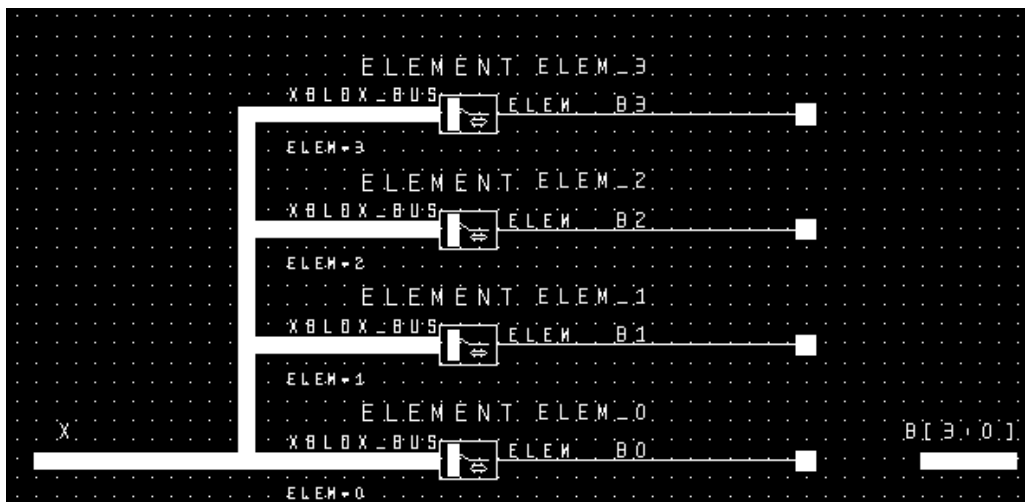 ELEMENT ELEM_3
XBLOX_BUS ELEM B3
ELEM=3
ELEMENT ELEM_2
XBLOX_BUS ELEM B2
ELEM=2
ELEMENT ELEM_1
XBLOX_BUS ELEM B1
ELEM=1
ELEMENT ELEM_0
X B[3:0]
XBLOX_BUS ELEM B0
ELEM=0